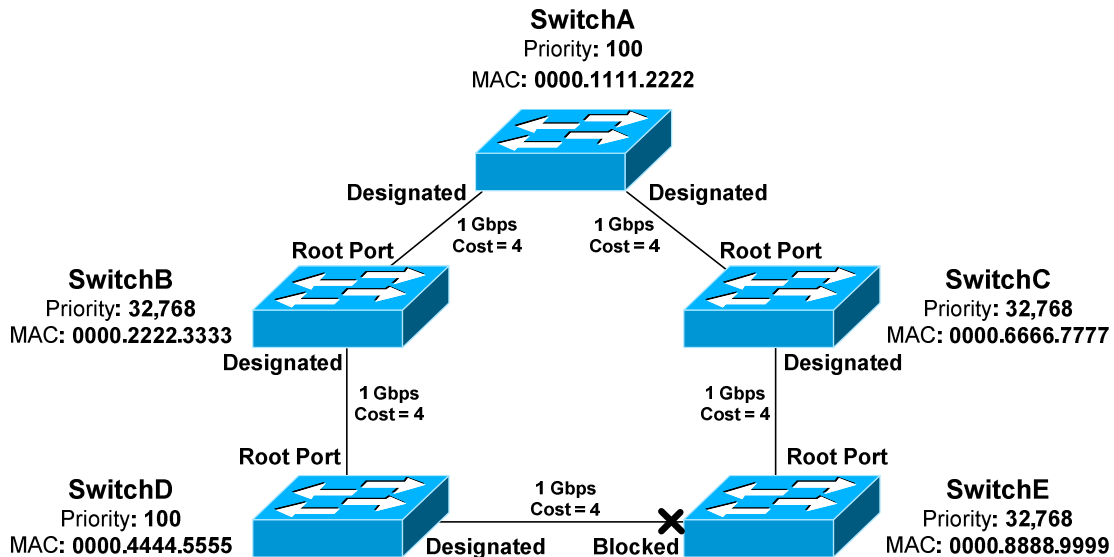 SwitchA
Priority: 100
MAC: 0000.1111.2222
Designated
Designated
1 Gbps
Cost = 4
1 Gbps
Cost = 4
Root Port
Root Port
SwitchB
Priority: 32,768
MAC: 0000.2222.3333
SwitchC
Priority: 32,768
MAC: 0000.6666.7777
Designated
Designated
1 Gbps
Cost = 4
1 Gbps
Cost = 4
Root Port
Root Port
SwitchD
Priority: 100
MAC: 0000.4444.5555
1 Gbps
Cost = 4
SwitchE
Priority: 32,768
MAC: 0000.8888.9999
Designated
Blocked